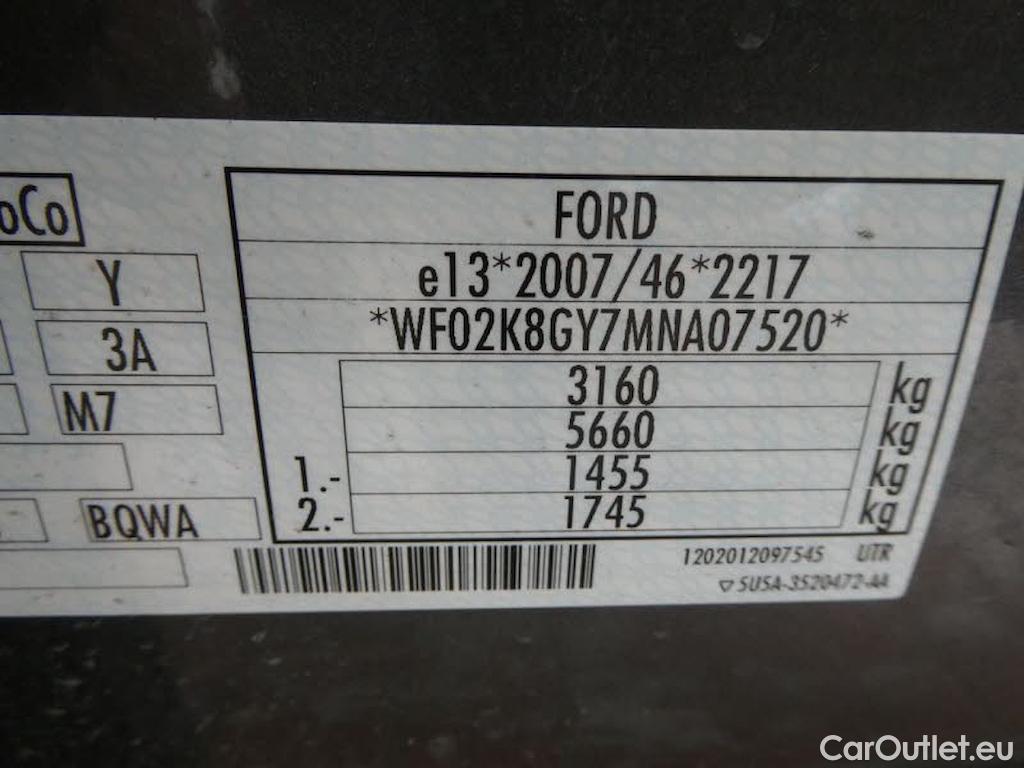 oCo
FORD
e13*2007/46*2217
*WF02K8GY7MNA07520*
Y
3A
M7
BQWA
3160 kg
5660 kg
1.- 1455 kg
2.- 1745 kg
1202012097545 UTR
▽ 5U5A-3520472-AA
CarOutlet.eu